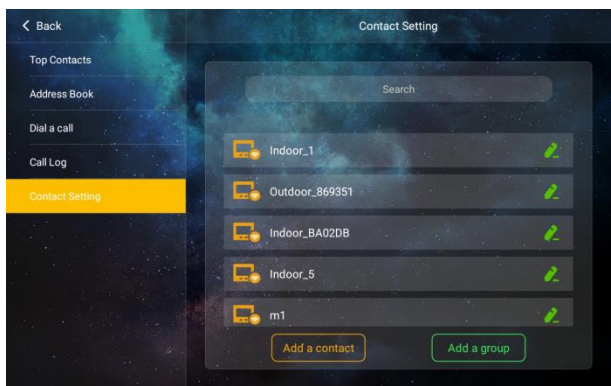 Back
Contact Setting
Top Contacts
Address Book
Dial a call
Call Log
Contact Setting
Search
Indoor_1
Outdoor_869351
Indoor_BA02DB
Indoor_5
m1
Add a contact
Add a group